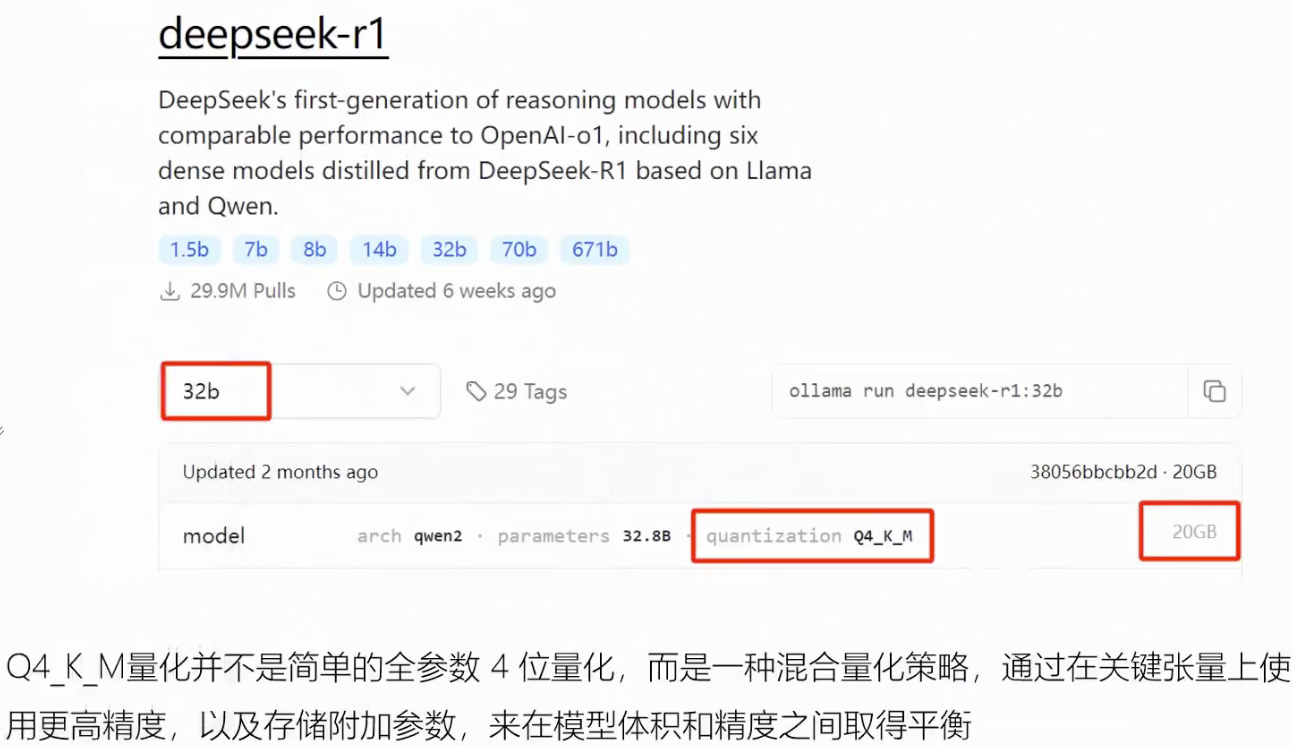 deepseek-r1
DeepSeek's first-generation of reasoning models with
comparable performance to OpenAI-o1, including six
dense models distilled from DeepSeek-R1 based on Llama
and Qwen.
1.5b 7b 8b 14b 32b 70b 671b
29.9M Pulls Updated 6 weeks ago
32b 29 Tags ollama run deepseek-r1:32b
Updated 2 months ago 38056bbcbb2d · 20GB
model arch qwen2 · parameters 32.8B · quantization Q4_K_M 20GB
Q4_K_M量化并不是简单的全参数 4 位量化，而是一种混合量化策略，通过在关键张量上使
用更高精度，以及存储附加参数，来在模型体积和精度之间取得平衡